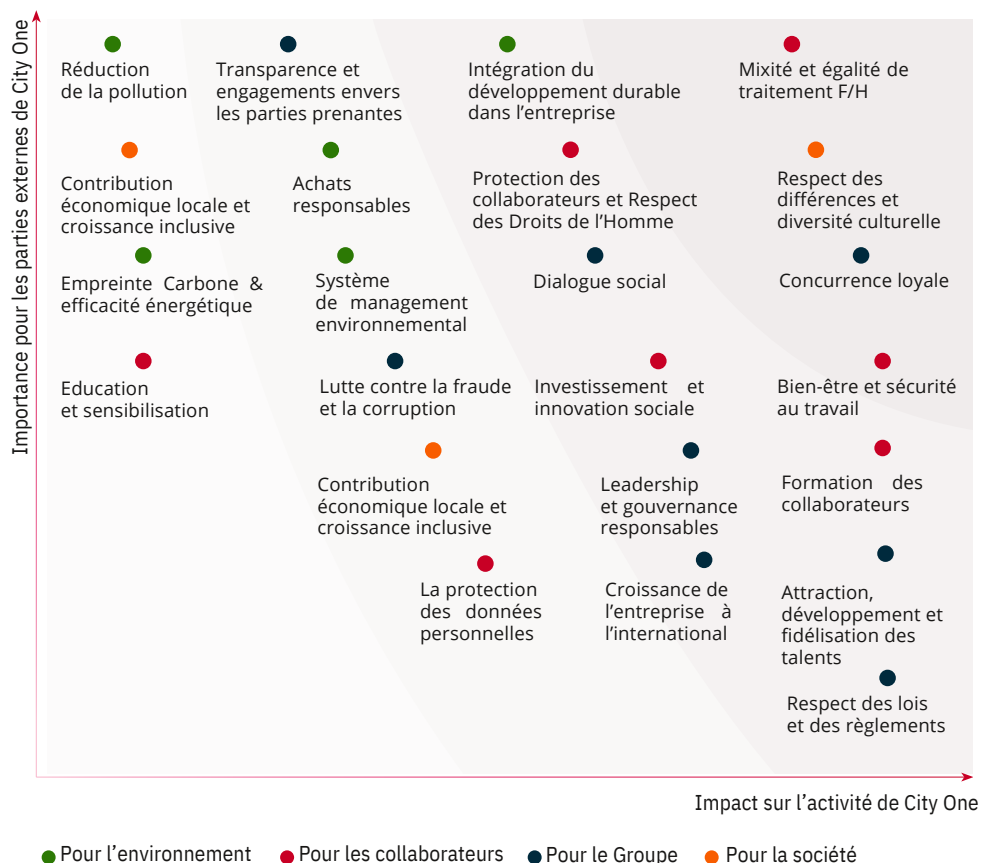 Importance pour les parties externes de City One
Réduction
de la pollution
Transparence et
engagements envers
les parties prenantes
Intégration du
développement durable
dans l’entreprise
Mixité et égalité de
traitement F/H
Contribution
économique locale et
croissance inclusive
Achats
responsables
Protection des
collaborateurs et Respect
des Droits de l’Homme
Respect des
différences et
diversité culturelle
Empreinte Carbone &
efficacité énergétique
Système
de management
environnemental
Dialogue social
Concurrence loyale
Education
et sensibilisation
Lutte contre la fraude
et la corruption
Investissement et
innovation sociale
Bien-être et sécurité
au travail
Contribution
économique locale et
croissance inclusive
Leadership
et gouvernance
responsables
Formation des
collaborateurs
La protection
des données
personnelles
Croissance de
l’entreprise à
l’international
Attraction,
développement et
fidélisation des
talents
Respect des lois
et des règlements
Impact sur l’activité de City One
Pour l’environnement
Pour les collaborateurs
Pour le Groupe
Pour la société